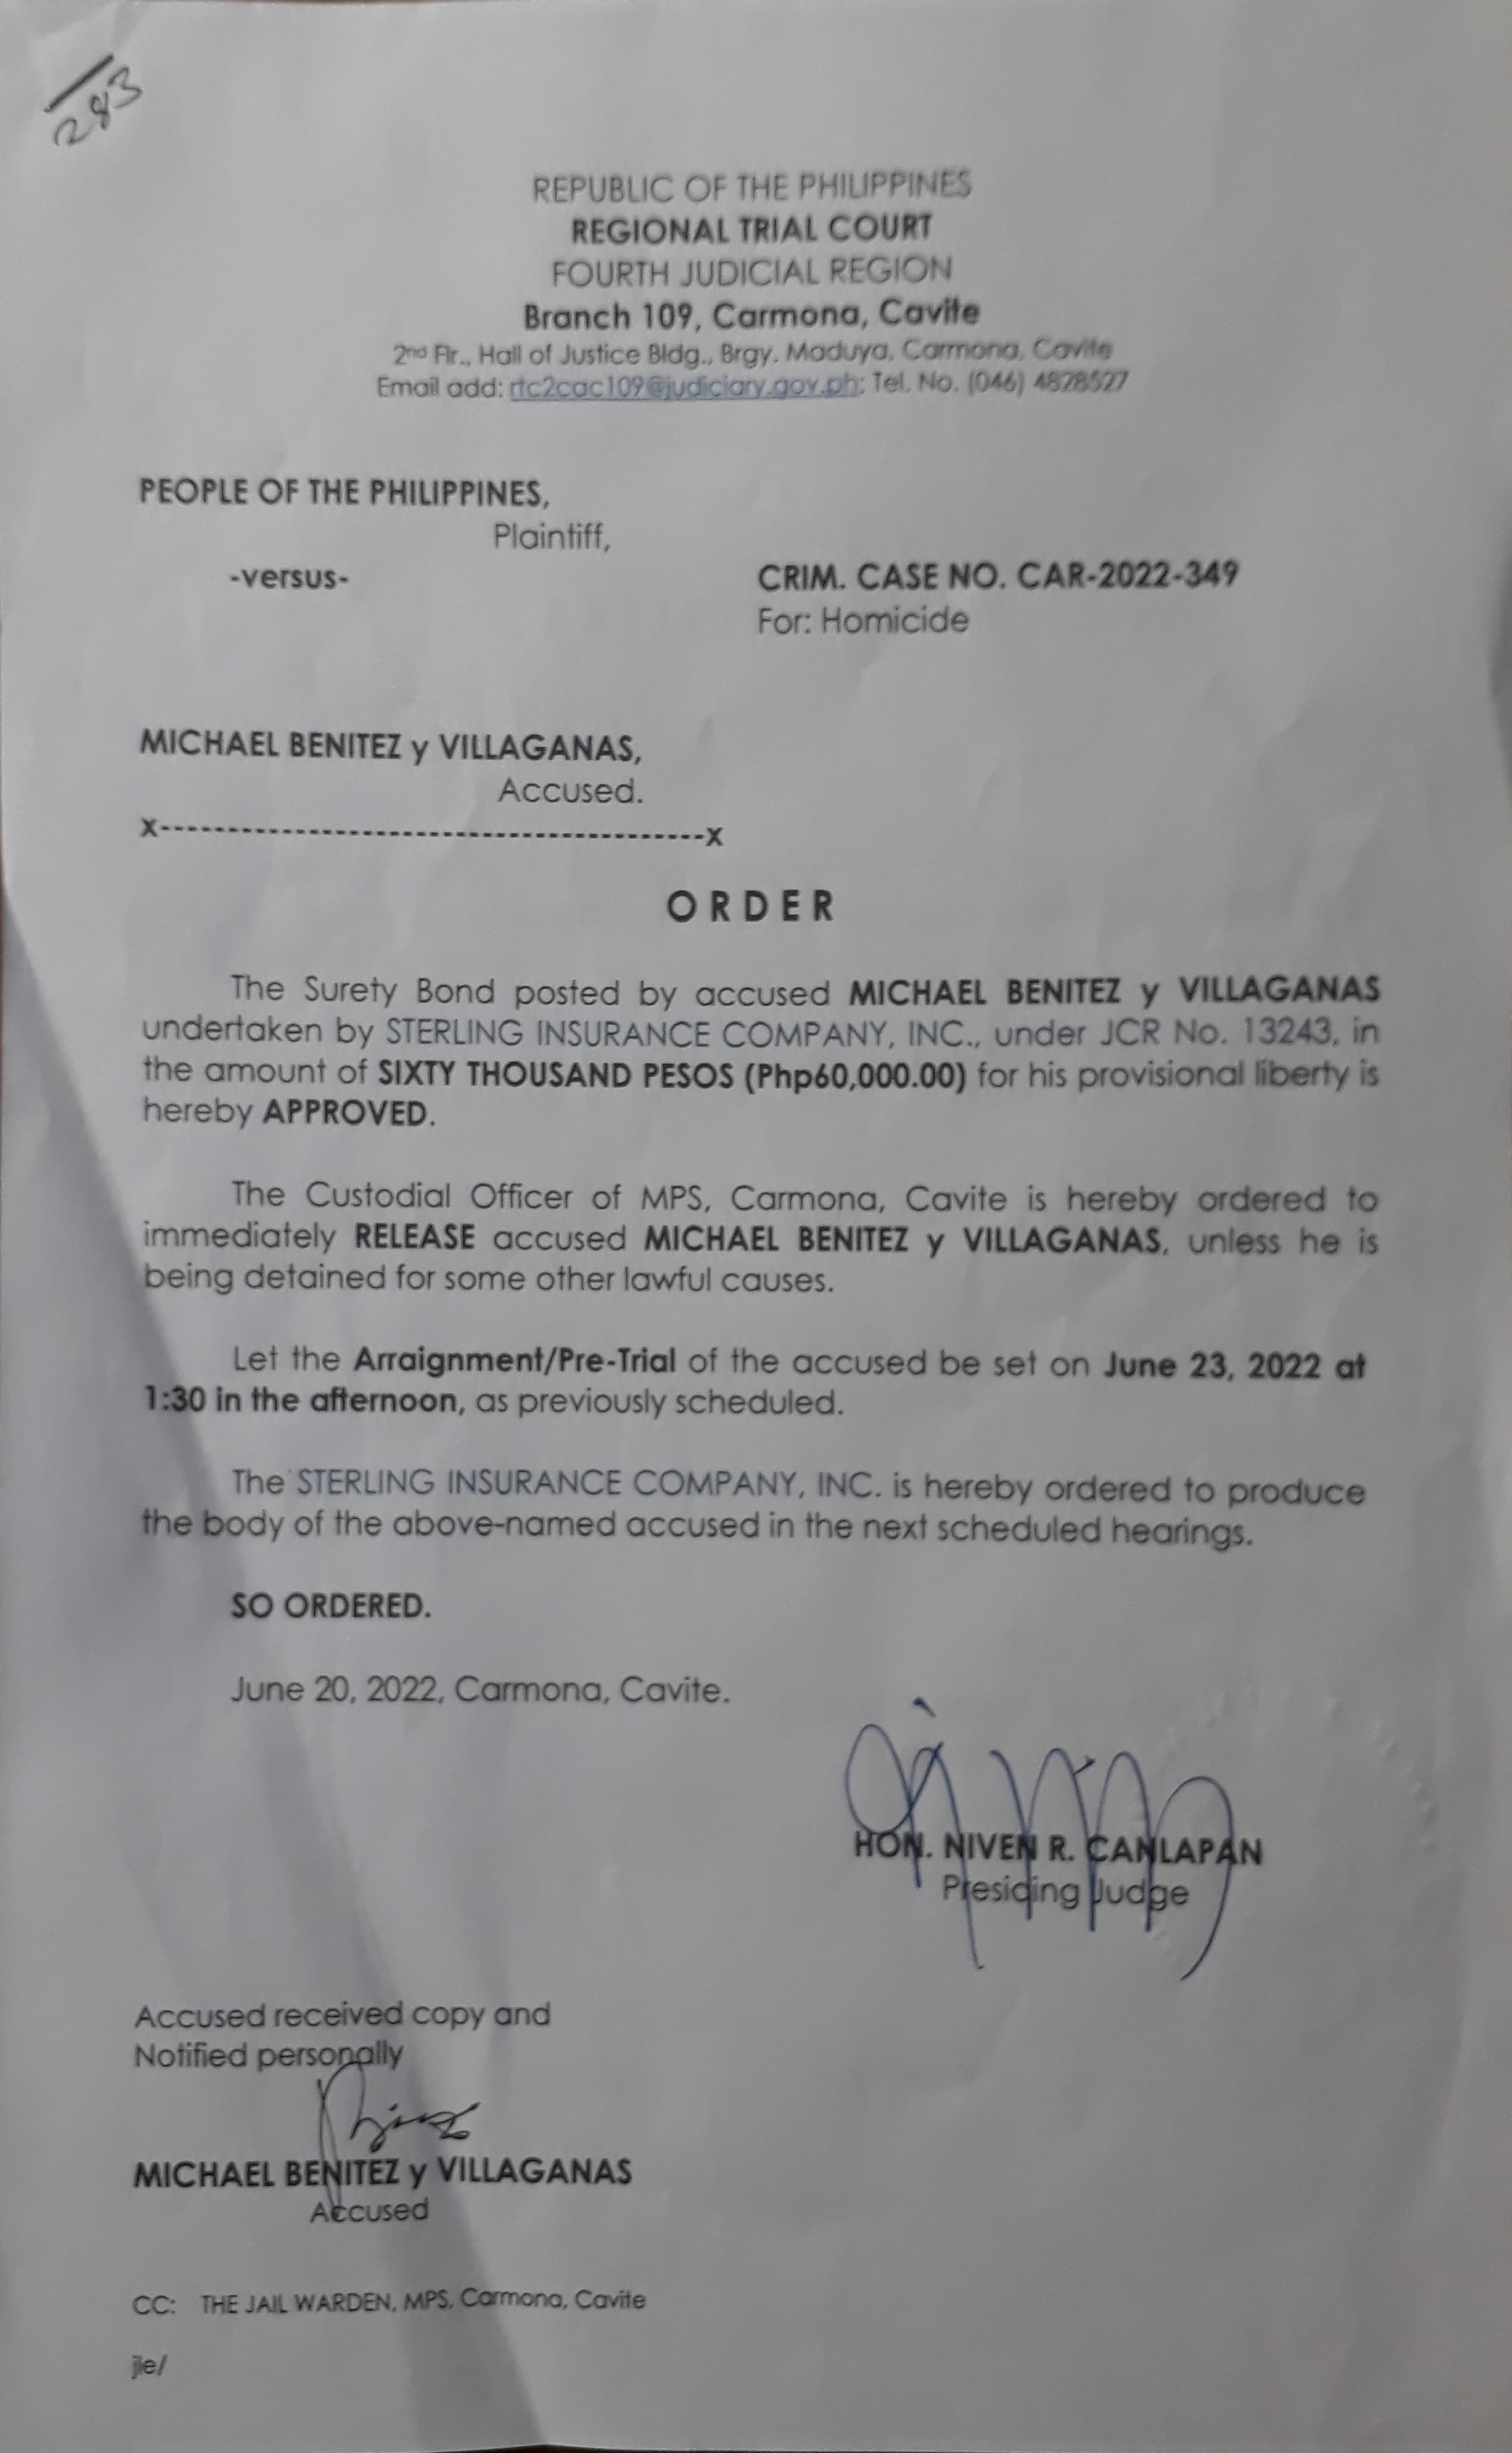 283
REPUBLIC OF THE PHILIPPINES
REGIONAL TRIAL COURT
FOURTH JUDICIAL REGION
Branch 109, Carmona, Cavite
2nd Flr., Hall of Justice Bldg., Brgy. Maduya, Carmona, Cavite
Email add: rtc2cac109@judiciary.gov.ph; Tel. No. (046) 4828527
PEOPLE OF THE PHILIPPINES,
Plaintiff,
-versus-
CRIM. CASE NO. CAR-2022-349
For: Homicide
MICHAEL BENITEZ y VILLAGANAS,
Accused.
x-----------------------------------------x
O R D E R
The Surety Bond posted by accused MICHAEL BENITEZ y VILLAGANAS
undertaken by STERLING INSURANCE COMPANY, INC., under JCR No. 13243, in
the amount of SIXTY THOUSAND PESOS (Php60,000.00) for his provisional liberty is
hereby APPROVED.
The Custodial Officer of MPS, Carmona, Cavite is hereby ordered to
immediately RELEASE accused MICHAEL BENITEZ y VILLAGANAS, unless he is
being detained for some other lawful causes.
Let the Arraignment/Pre-Trial of the accused be set on June 23, 2022 at
1:30 in the afternoon, as previously scheduled.
The STERLING INSURANCE COMPANY, INC. is hereby ordered to produce
the body of the above-named accused in the next scheduled hearings.
SO ORDERED.
June 20, 2022, Carmona, Cavite.
HON. NIVEN R. CANLAPAN
Presiding Judge
Accused received copy and
Notified personally
MICHAEL BENITEZ y VILLAGANAS
Accused
CC: THE JAIL WARDEN, MPS, Carmona, Cavite
jle/